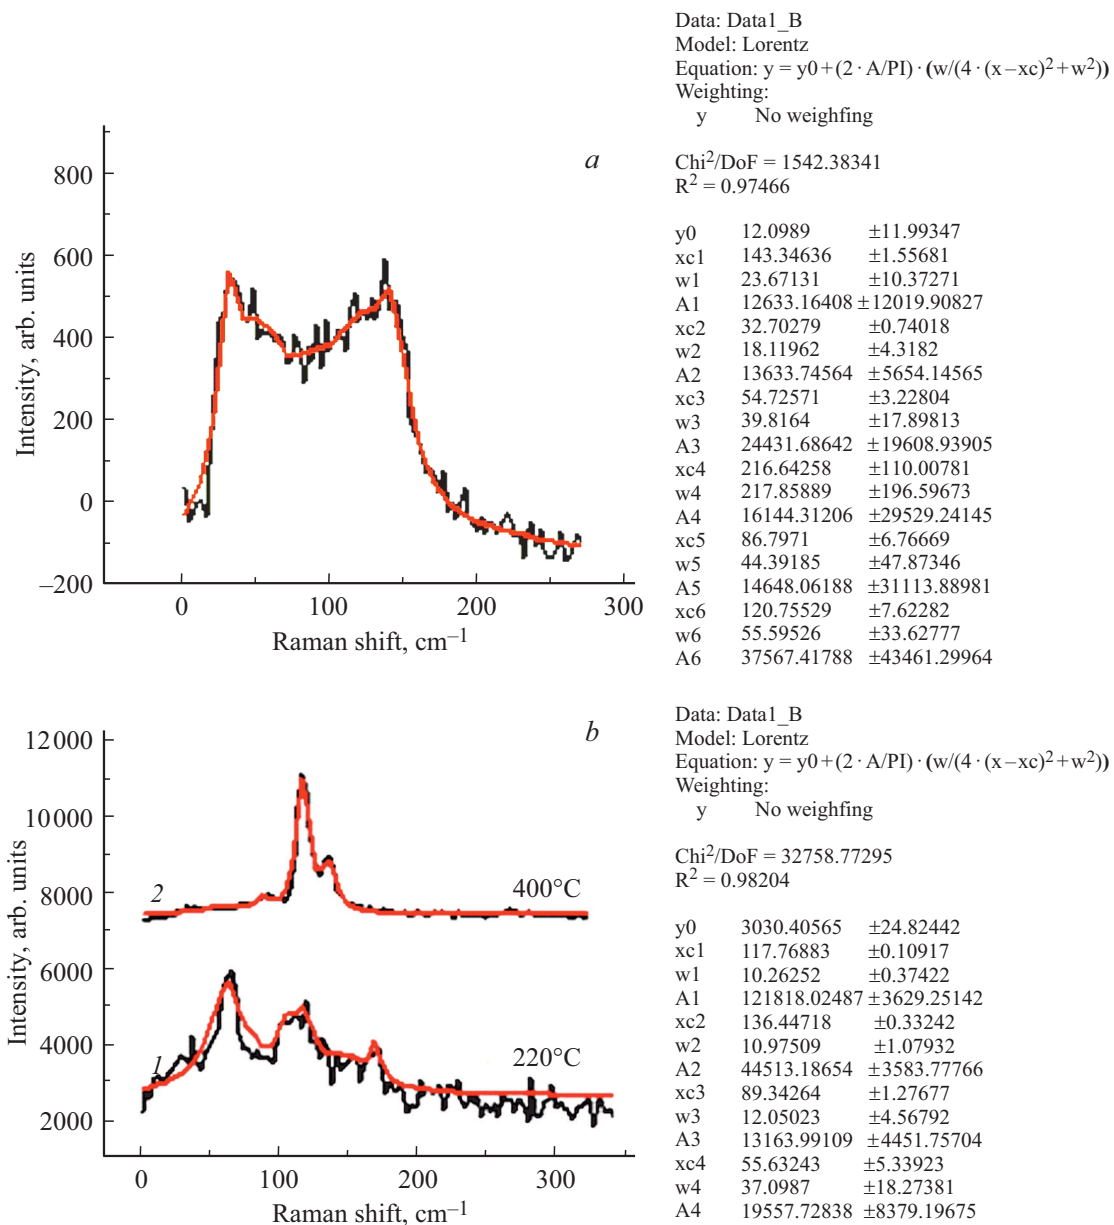 Data: Data1_B
Model: Lorentz
Equation: y = y0+(2 · A/PI) · (w/(4 · (x–xc)²+w²))
Weighting:
y No weighfing
Chi²/DoF = 1542.38341
R² = 0.97466
y0 12.0989 ±11.99347
xc1 143.34636 ±1.55681
w1 23.67131 ±10.37271
A1 12633.16408 ±12019.90827
xc2 32.70279 ±0.74018
w2 18.11962 ±4.3182
A2 13633.74564 ±5654.14565
xc3 54.72571 ±3.22804
w3 39.8164 ±17.89813
A3 24431.68642 ±19608.93905
xc4 216.64258 ±110.00781
w4 217.85889 ±196.59673
A4 16144.31206 ±29529.24145
xc5 86.7971 ±6.76669
w5 44.39185 ±47.87346
A5 14648.06188 ±31113.88981
xc6 120.75529 ±7.62282
w6 55.59526 ±33.62777
A6 37567.41788 ±43461.29964
a
Intensity, arb. units
800
600
400
200
0
–200
0 100 200 300
Raman shift, cm–1
Data: Data1_B
Model: Lorentz
Equation: y = y0+(2 · A/PI) · (w/(4 · (x–xc)²+w²))
Weighting:
y No weighfing
Chi²/DoF = 32758.77295
R² = 0.98204
y0 3030.40565 ±24.82442
xc1 117.76883 ±0.10917
w1 10.26252 ±0.37422
A1 121818.02487 ±3629.25142
xc2 136.44718 ±0.33242
w2 10.97509 ±1.07932
A2 44513.18654 ±3583.77766
xc3 89.34264 ±1.27677
w3 12.05023 ±4.56792
A3 13163.99109 ±4451.75704
xc4 55.63243 ±5.33923
w4 37.0987 ±18.27381
A4 19557.72838 ±8379.19675
b
Intensity, arb. units
12000
10000
8000
6000
4000
2000
2 400°C
1 220°C
0 100 200 300
Raman shift, cm–1